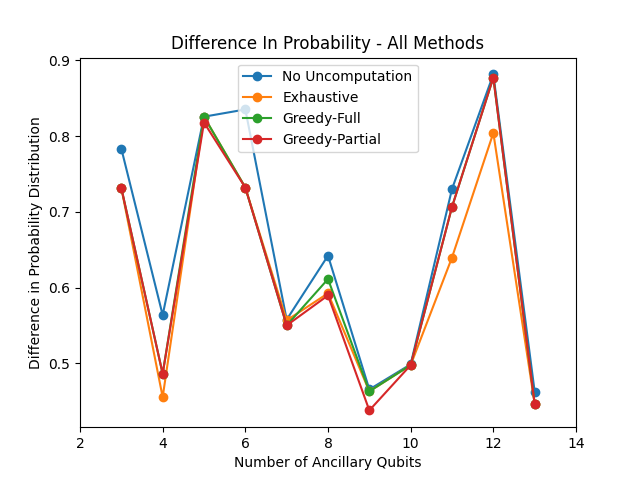 Difference In Probability - All Methods
No Uncomputation
Exhaustive
Greedy-Full
Greedy-Partial
Difference in Probability Distribution
0.9
0.8
0.7
0.6
0.5
2 4 6 8 10 12 14
Number of Ancillary Qubits